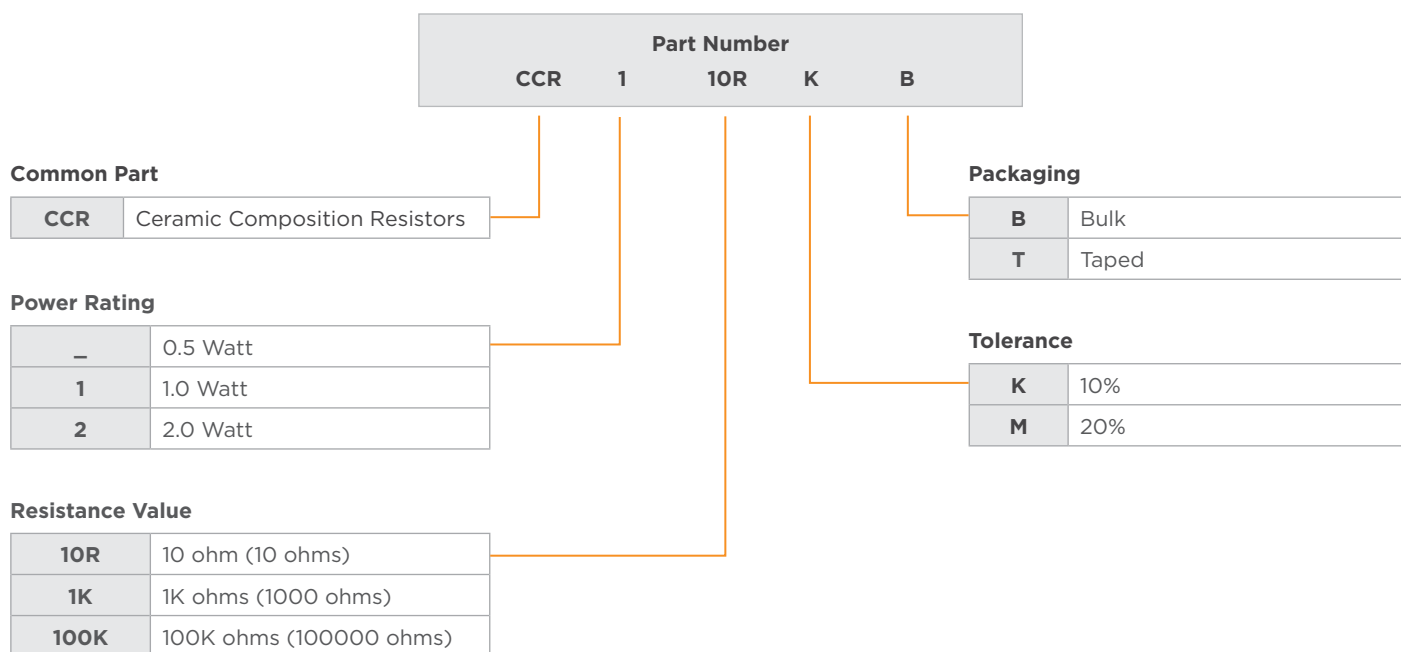 Part Number
CCR 1 10R K B
Common Part
CCR Ceramic Composition Resistors
Power Rating
_ 0.5 Watt
1 1.0 Watt
2 2.0 Watt
Resistance Value
10R 10 ohm (10 ohms)
1K 1K ohms (1000 ohms)
100K 100K ohms (100000 ohms)
Packaging
B Bulk
T Taped
Tolerance
K 10%
M 20%